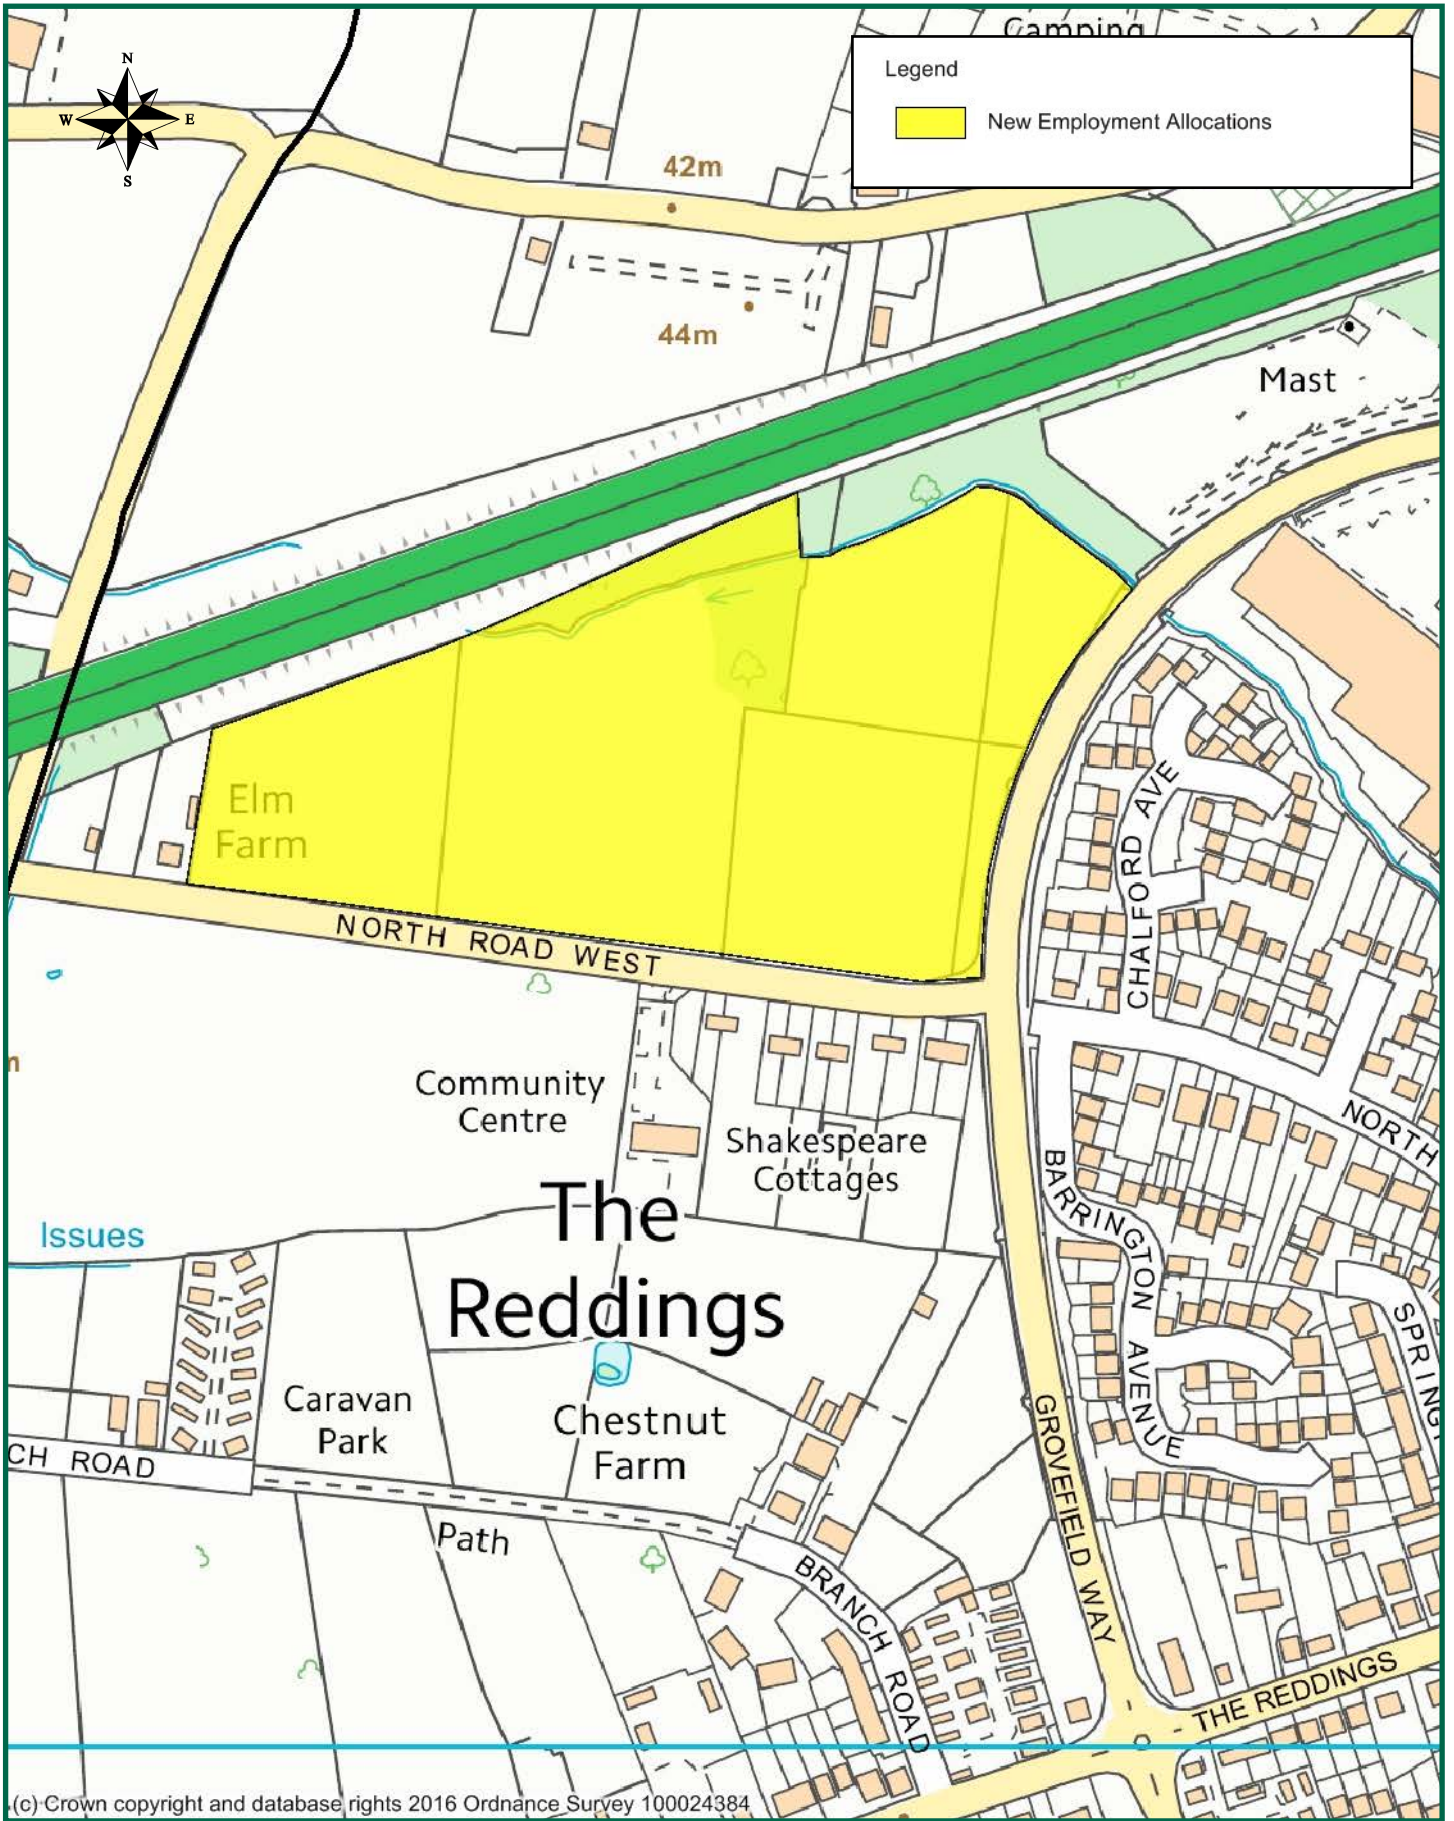 Camping
Legend
New Employment Allocations
N
W
E
S
42m
44m
Mast
Elm
Farm
NORTH ROAD WEST
CHALFORD AVE
Community
Centre
Shakespeare
Cottages
NORTH
BARRINGTON AVENUE
The
Reddings
Issues
Caravan
Park
Chestnut
Farm
CH ROAD
Path
GROVEFIELD WAY
BRANCH ROAD
THE REDDINGS
(c) Crown copyright and database rights 2016 Ordnance Survey 100024384